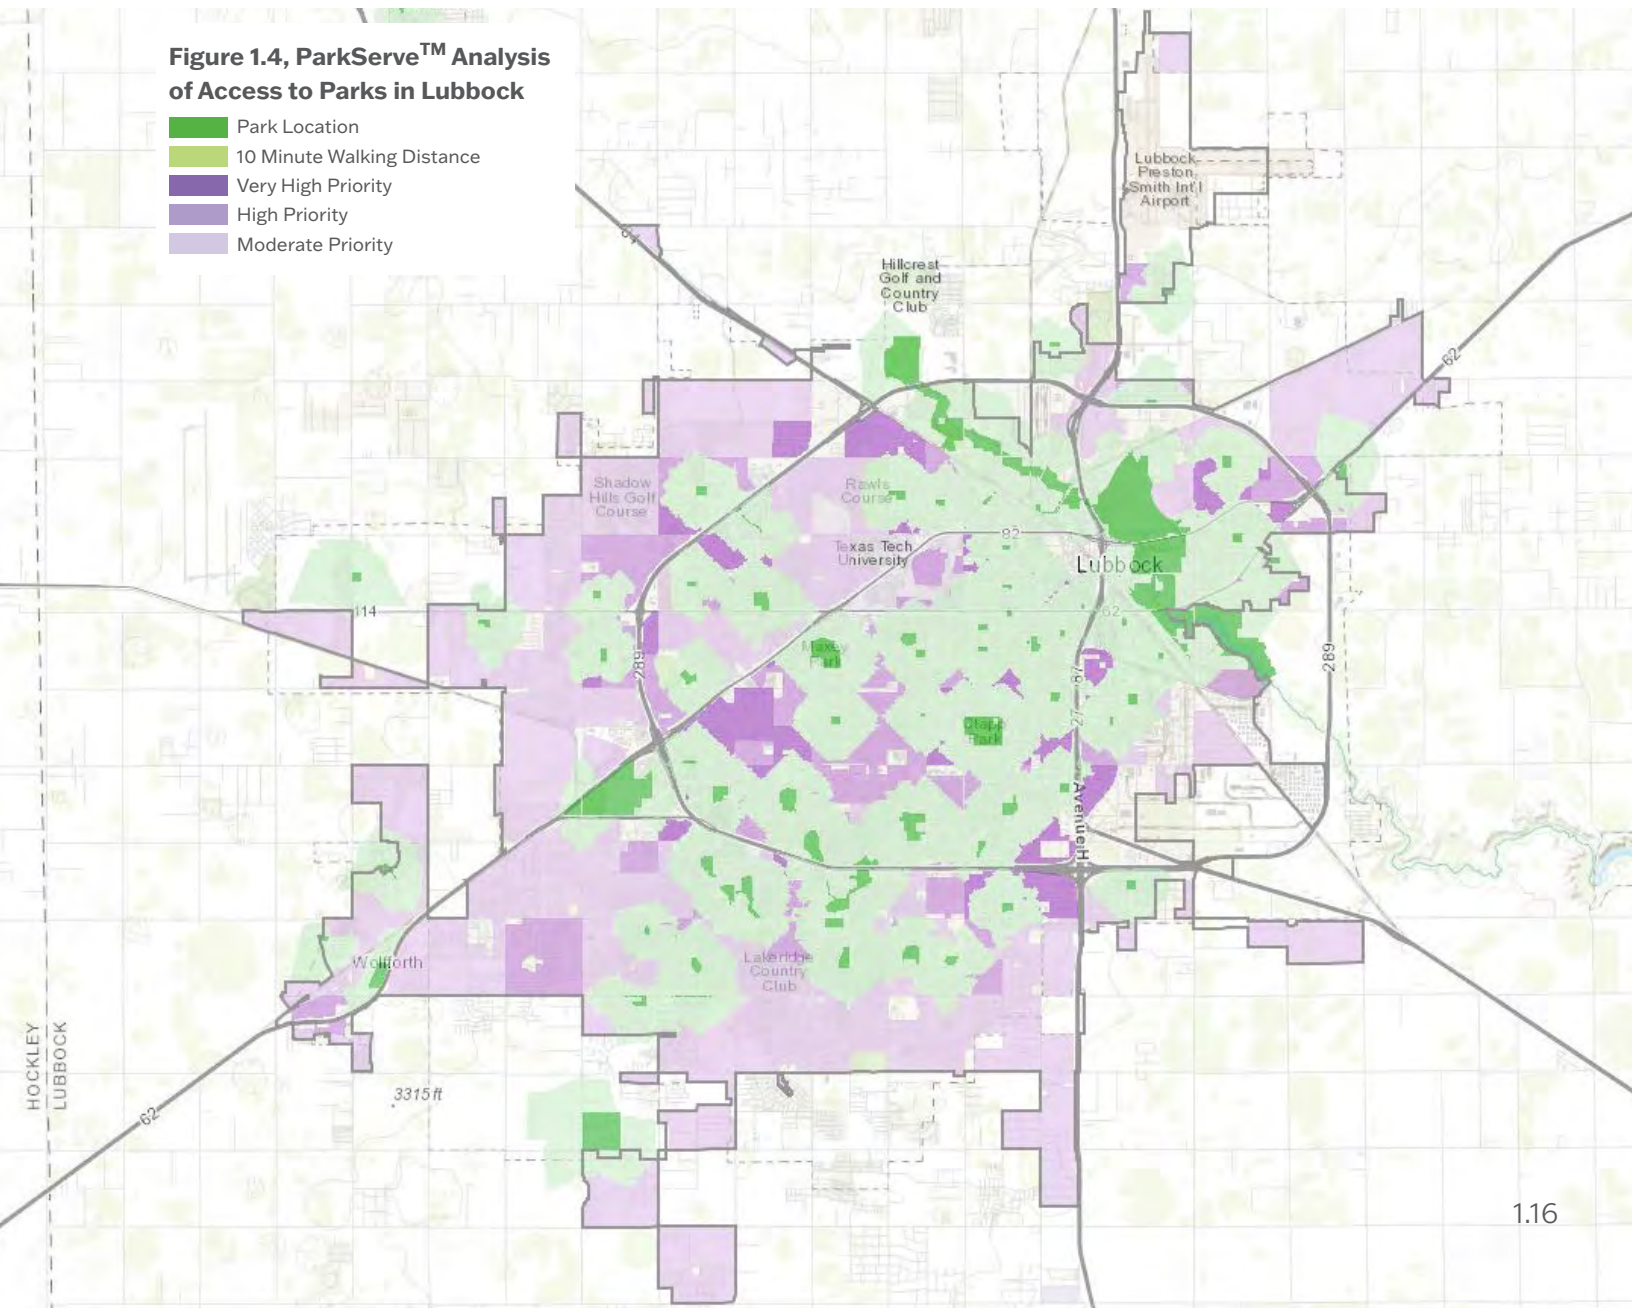 Figure 1.4, ParkServe™ Analysis
of Access to Parks in Lubbock
Park Location
10 Minute Walking Distance
Very High Priority
High Priority
Moderate Priority
Lubbock
Preston
Smith Int'l
Airport
Hillcrest
Golf and
Country
Club
62
Shadow
Hills Golf
Course
Rawls
Course
82
Texas Tech
University
Lubbock
114
62
Maxey
Park
289
289
87
27
Clapp
Park
Avenue H
Wolfforth
Lakeridge
Country
Club
HOCKLEY
LUBBOCK
3315 ft
62
1.16